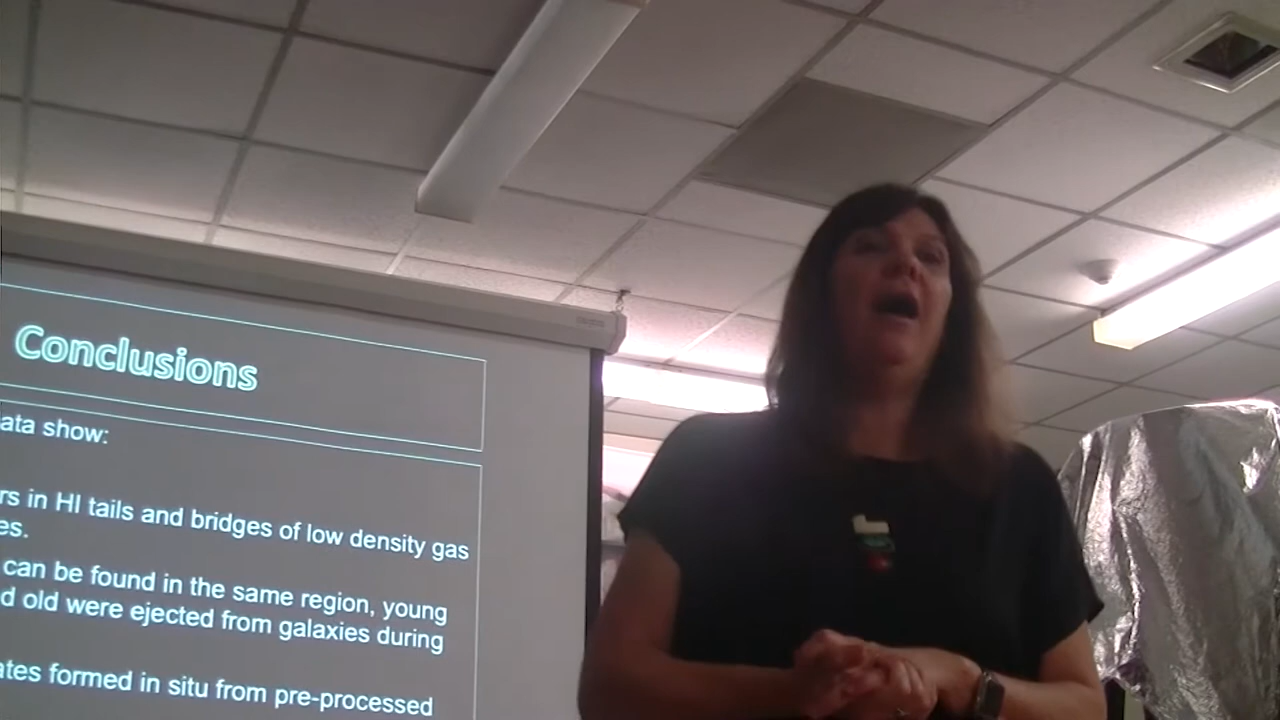 Conclusions
ata show:
rs in HI tails and bridges of low density gas
es.
can be found in the same region, young
d old were ejected from galaxies during
ates formed in situ from pre-processed